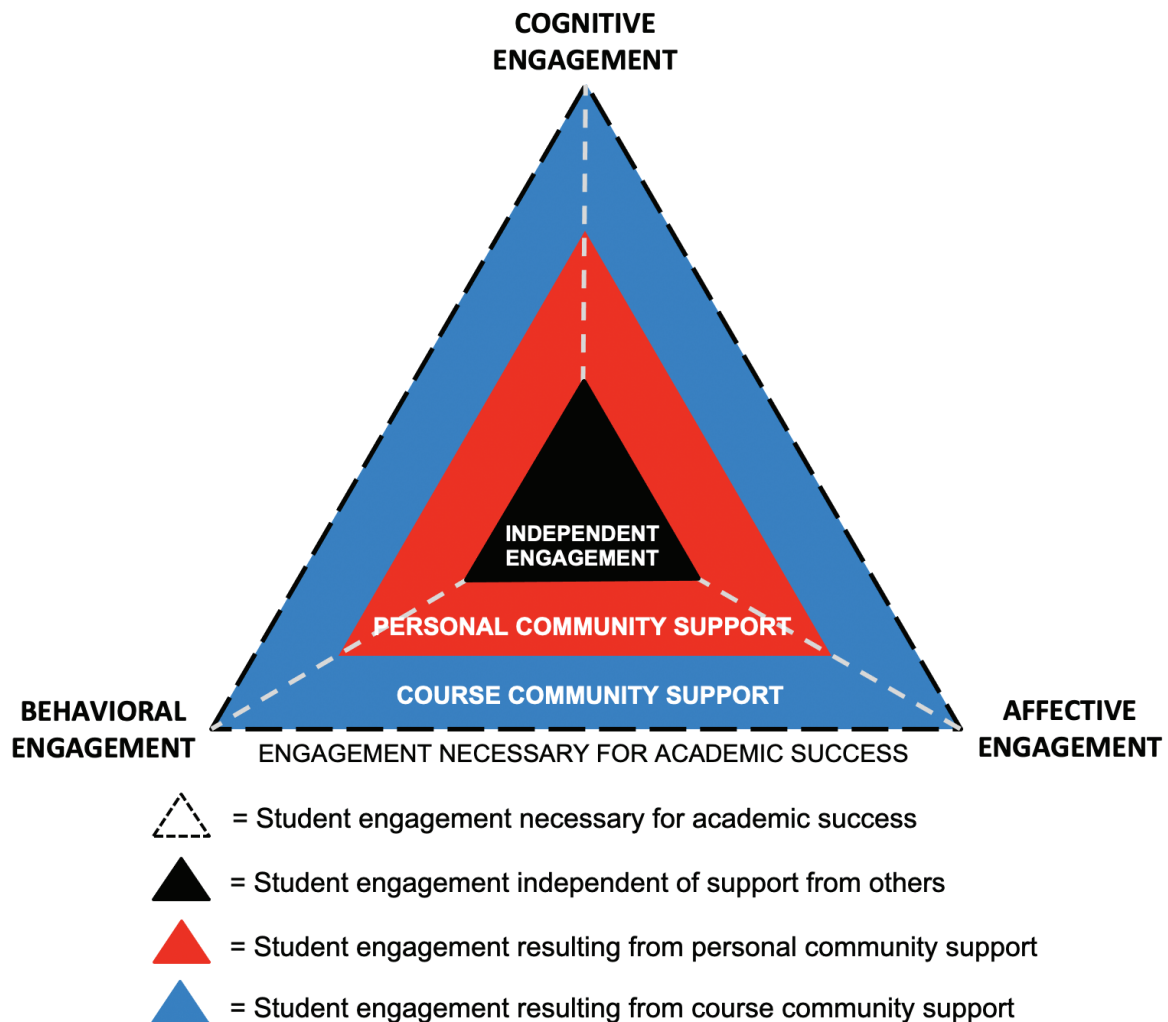 COGNITIVE
ENGAGEMENT
INDEPENDENT
ENGAGEMENT
PERSONAL COMMUNITY SUPPORT
COURSE COMMUNITY SUPPORT
BEHAVIORAL
ENGAGEMENT
AFFECTIVE
ENGAGEMENT
ENGAGEMENT NECESSARY FOR ACADEMIC SUCCESS
= Student engagement necessary for academic success
= Student engagement independent of support from others
= Student engagement resulting from personal community support
= Student engagement resulting from course community support